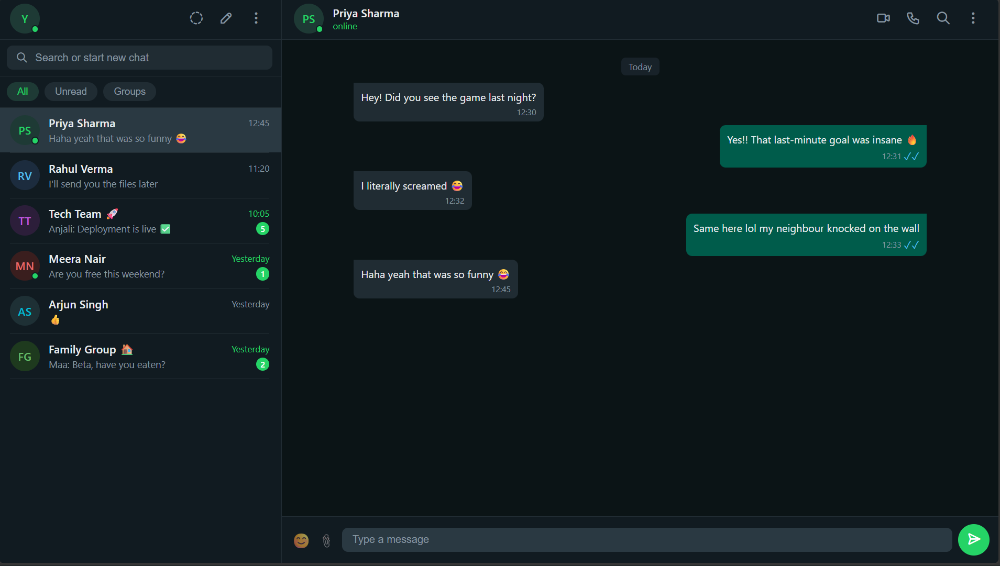 Y
Search or start new chat
All
Unread
Groups
PS
Priya Sharma
12:45
Haha yeah that was so funny 😂
RV
Rahul Verma
11:20
I'll send you the files later
TT
Tech Team 🚀
10:05
Anjali: Deployment is live ✅
5
MN
Meera Nair
Yesterday
Are you free this weekend?
1
AS
Arjun Singh
Yesterday
👍
FG
Family Group 🏠
Yesterday
Maa: Beta, have you eaten?
2
PS
Priya Sharma
online
Today
Hey! Did you see the game last night?
12:30
Yes!! That last-minute goal was insane 🔥
12:31 ✓✓
I literally screamed 😂
12:32
Same here lol my neighbour knocked on the wall
12:33 ✓✓
Haha yeah that was so funny 😂
12:45
Type a message